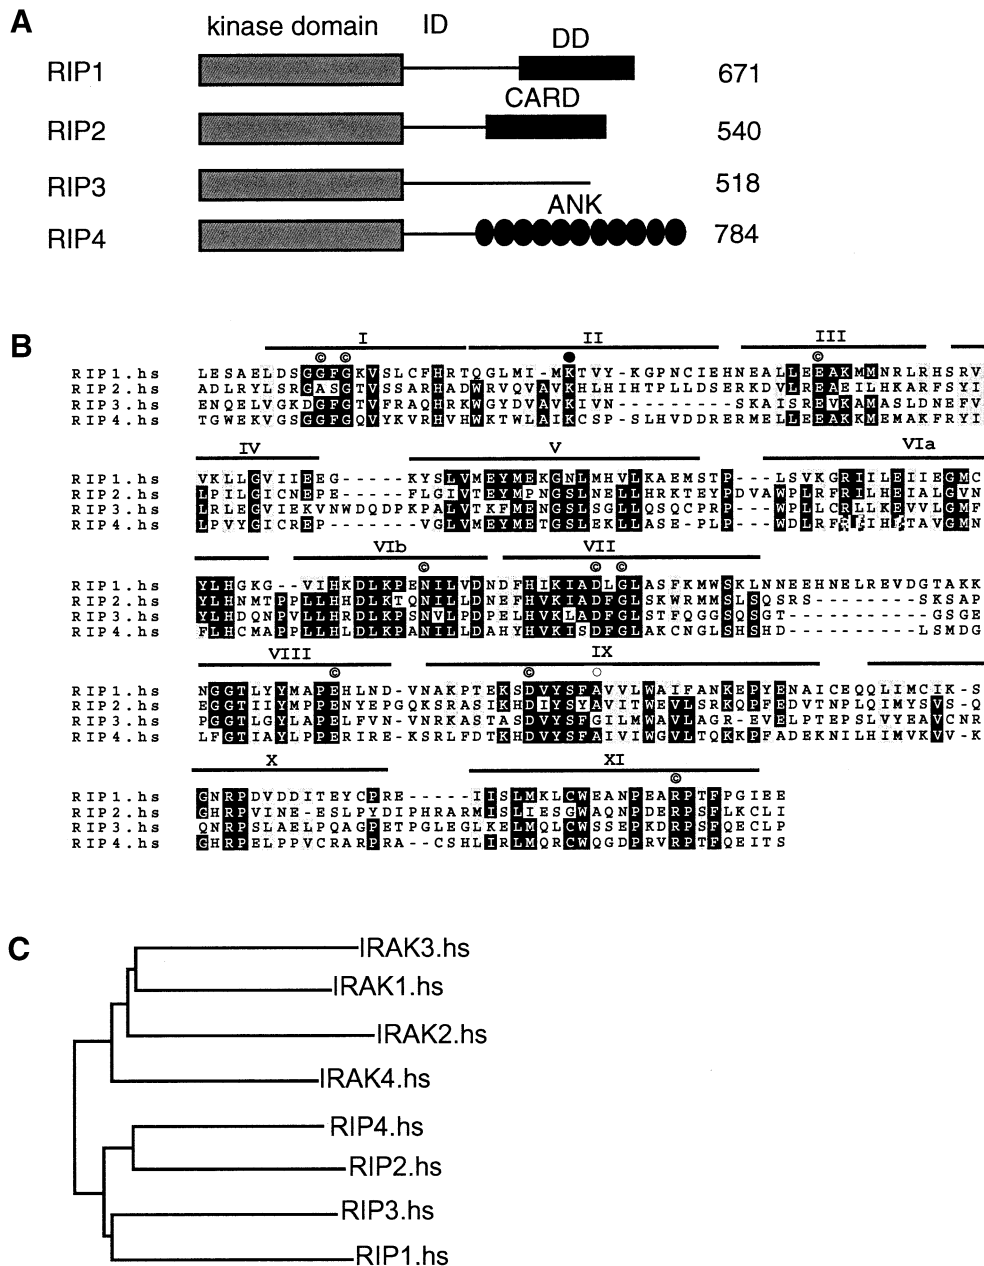 A
kinase domain ID
DD
RIP1 671
CARD
RIP2 540
RIP3 518
ANK
RIP4 784
B
I II III
© © ● ©
RIP1.hs LESAELDSGGFGKVSLCFHRTQGLMI-MKTVY-KGPNCIEHNEALLEEAKMMNRLRHSRV
RIP2.hs ADLRYLSRGASGTVSSARHADWRVQVAVKHLHIHTPLLDSERKDVLREAEILHKARFSYI
RIP3.hs ENQELVGKDGFGTVFRAQHRKWGYDVAVKIVN---------SKAISREVKAMASLDNEFV
RIP4.hs TGWEKVGSGGFGQVYKVRHVHWKTWLAIKCSP-SLHVDDRERMELLEEAKKMEMAKFRYI
IV V VIa
RIP1.hs VKLLGVIIEEG-----KYSLVMEYMEKGNLMHVLKAEMSTP---LSVKGRIILEIIEGMC
RIP2.hs LPILGICNEPE-----FLGIVTEYMPNGSLNELLHRKTEYPDVAWPLRFRILHEIALGVN
RIP3.hs LRLEGVIEKVNWDQDPKPALVTKFMENGSLSGLLQSQCPRP---WPLLCRLLKEVVLGMF
RIP4.hs LPVYGICREP------VGLVMEYMETGSLEKLLASEPLP---WDLRFRIIHETAVGMN
VIb VII
© © ©
RIP1.hs YLHGKG--VIHKDLKPENILVDNDFHIKIADLGLASFKMWSKLNNEEHNELREVDGTAKK
RIP2.hs YLHNMTPPLLHHDLKTQNILLDNEFHVKIADFGLSKWRMMSLSQSRS---------SKSAP
RIP3.hs YLHDQNPVLLHRDLKPSNVLPDPELHVKLADFGLSTFQGGSQSGT------------GSGE
RIP4.hs FLHCMAPPLLHLDLKPANILLDAHYHVKISDFGLAKCNGLSHSHD-----------LSMDG
VIII IX
© © ○
RIP1.hs NGGTLYYMAPEHLND-VNAKPTEKSDVYSFAVVLWAIFANKEPYENAICEQQLIMCIK-S
RIP2.hs EGGTIIYMPPENYEPGQKSRASIKHDIYSYAVITWEVLSRKQPFEDVTNPLQIMYSVS-Q
RIP3.hs PGGTLGYLAPELFVN-VNRKASTASDVYSFGILMWAVLAGR-EVELPTEPSLVYEAVCNR
RIP4.hs LFGTIAYLPPERIRE-KSRLFDTKHDVYSFAIVIWGVLTQKKPFADEKNILHIMVKVV-K
X XI
©
RIP1.hs GNRPDVDDITEYCPRE-----IISLMKLCWEANPEARPTFPGIEE
RIP2.hs GHRPVINE-ESLPYDIPHRARMISLIESGWAQNPDERPSFLKCLI
RIP3.hs QNRPSLAELPQAGPETPGLEGLKELMQLCWSSEPKDRPSFQECLP
RIP4.hs GHRPELPPVCRARPRA--CSHLIRLMQRCWQGDPRVRPTFQEITS
C
IRAK3.hs
IRAK1.hs
IRAK2.hs
IRAK4.hs
RIP4.hs
RIP2.hs
RIP3.hs
RIP1.hs